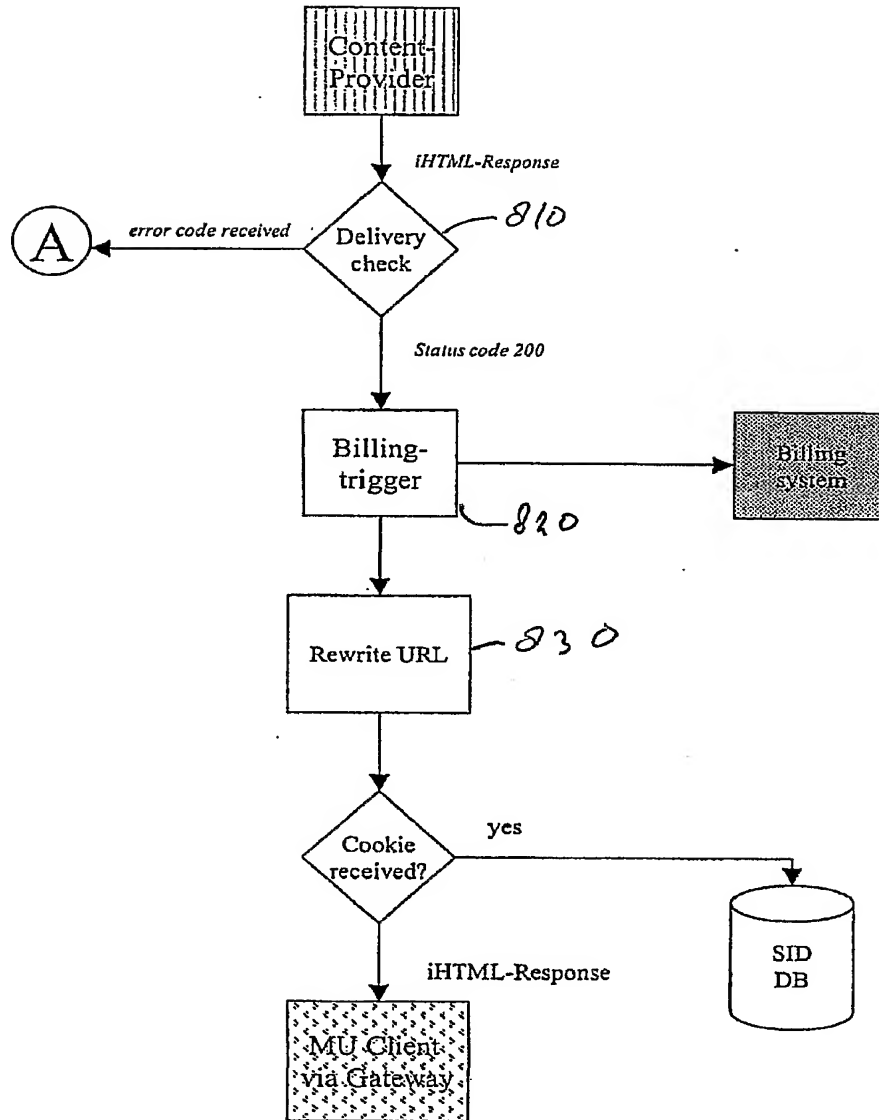 Content-
Provider
iHTML-Response
810
A
error code received
Delivery
check
Status code 200
Billing-
trigger
Billing
system
820
Rewrite URL
830
Cookie
received?
yes
SID
DB
iHTML-Response
MU Client
via Gateway